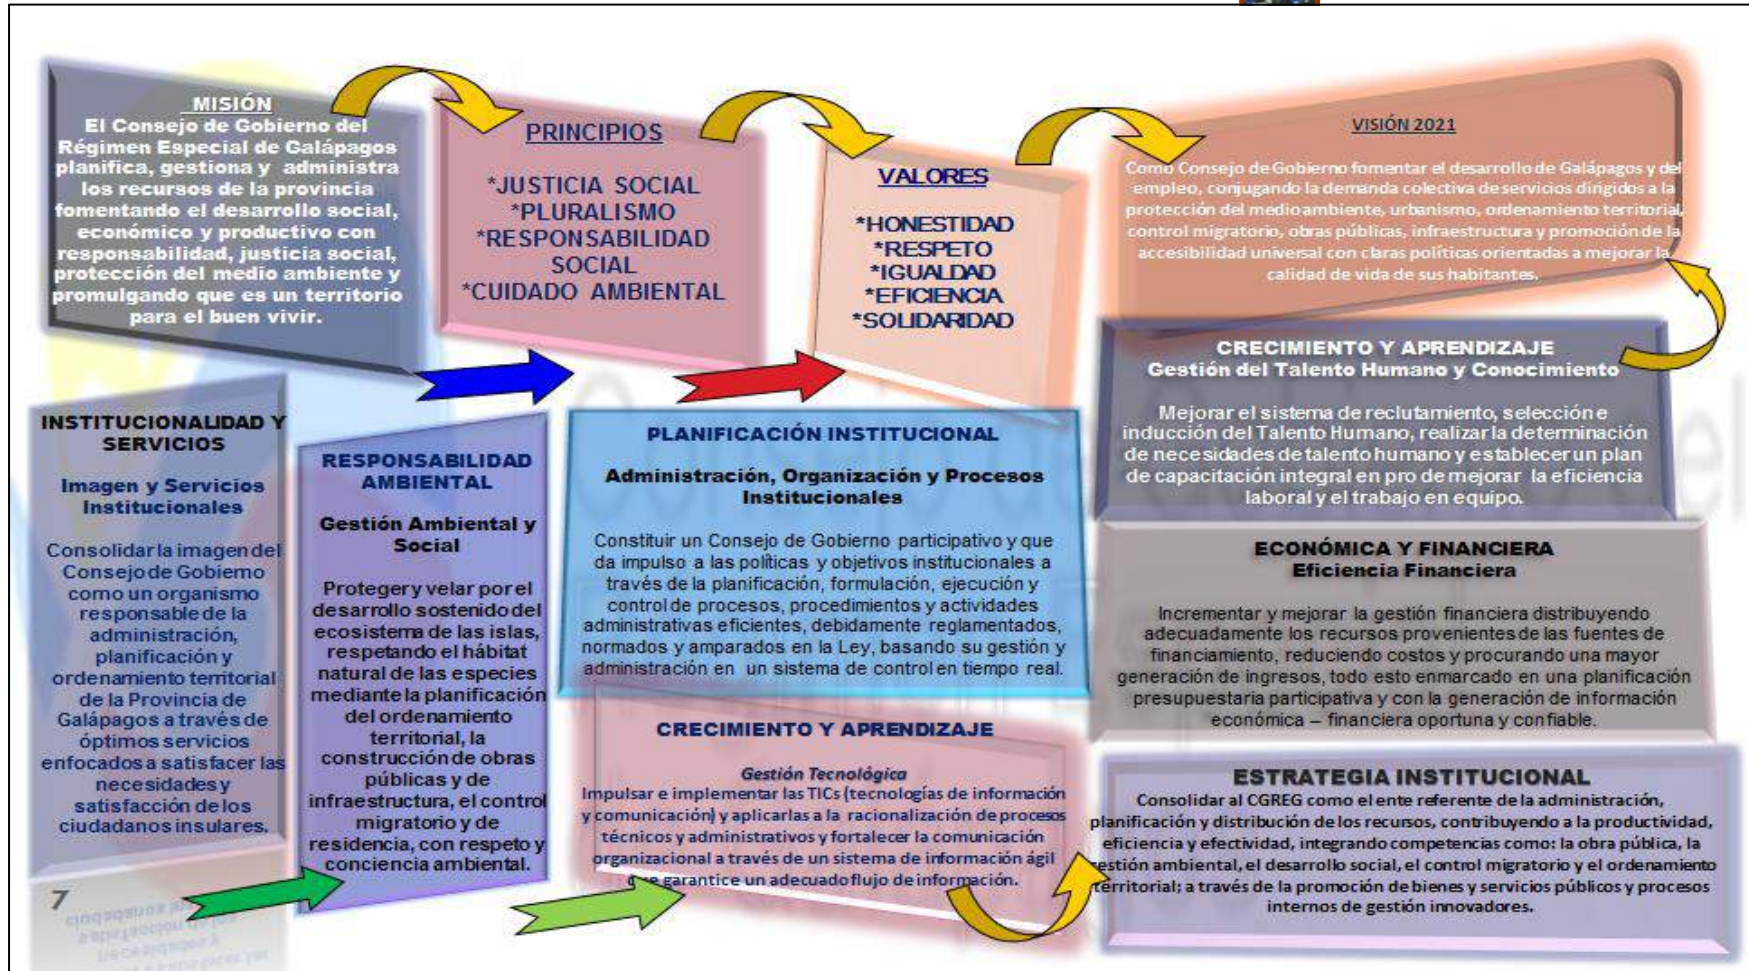 MISIÓN
El Consejo de Gobierno del
Régimen Especial de Galápagos
planifica, gestiona y administra
los recursos de la provincia
fomentando el desarrollo social,
económico y productivo con
responsabilidad, justicia social,
protección del medio ambiente y
promulgando que es un territorio
para el buen vivir.
PRINCIPIOS
*JUSTICIA SOCIAL
*PLURALISMO
*RESPONSABILIDAD
SOCIAL
*CUIDADO AMBIENTAL
VALORES
*HONESTIDAD
*RESPETO
*IGUALDAD
*EFICIENCIA
*SOLIDARIDAD
VISIÓN 2021
Como Consejo de Gobierno fomentar el desarrollo de Galápagos y del
empleo, conjugando la demanda colectiva de servicios dirigidos a la
protección del medio ambiente, urbanismo, ordenamiento territorial,
control migratorio, obras públicas, infraestructura y promoción de la
accesibilidad universal con claras políticas orientadas a mejorar la
calidad de vida de sus habitantes.
INSTITUCIONALIDAD Y
SERVICIOS
Imagen y Servicios
Institucionales
Consolidar la imagen del
Consejo de Gobierno
como un organismo
responsable de la
administración,
planificación y
ordenamiento territorial
de la Provincia de
Galápagos a través de
óptimos servicios
enfocados a satisfacer las
necesidades y
satisfacción de los
ciudadanos insulares.
RESPONSABILIDAD
AMBIENTAL
Gestión Ambiental y
Social
Proteger y velar por el
desarrollo sostenido del
ecosistema de las islas,
respetando el hábitat
natural de las especies
mediante la planificación
del ordenamiento
territorial, la
construcción de obras
públicas y de
infraestructura, el control
migratorio y de
residencia, con respeto y
conciencia ambiental.
PLANIFICACIÓN INSTITUCIONAL
Administración, Organización y Procesos
Institucionales
Constituir un Consejo de Gobierno participativo y que
da impulso a las políticas y objetivos institucionales a
través de la planificación, formulación, ejecución y
control de procesos, procedimientos y actividades
administrativas eficientes, debidamente reglamentados,
normados y amparados en la Ley, basando su gestión y
administración en un sistema de control en tiempo real.
CRECIMIENTO Y APRENDIZAJE
Gestión Tecnológica
Impulsar e implementar las TICs (tecnologías de información
y comunicación) y aplicarlas a la racionalización de procesos
técnicos y administrativos y fortalecer la comunicación
organizacional a través de un sistema de información ágil
que garantice un adecuado flujo de información.
CRECIMIENTO Y APRENDIZAJE
Gestión del Talento Humano y Conocimiento
Mejorar el sistema de reclutamiento, selección e
inducción del Talento Humano, realizar la determinación
de necesidades de talento humano y establecer un plan
de capacitación integral en pro de mejorar la eficiencia
laboral y el trabajo en equipo.
ECONÓMICA Y FINANCIERA
Eficiencia Financiera
Incrementar y mejorar la gestión financiera distribuyendo
adecuadamente los recursos provenientes de las fuentes de
financiamiento, reduciendo costos y procurando una mayor
generación de ingresos, todo esto enmarcado en una planificación
presupuestaria participativa y con la generación de información
económica – financiera oportuna y confiable.
ESTRATEGIA INSTITUCIONAL
Consolidar al CGREG como el ente referente de la administración,
planificación y distribución de los recursos, contribuyendo a la productividad,
eficiencia y efectividad, integrando competencias como: la obra pública, la
gestión ambiental, el desarrollo social, el control migratorio y el ordenamiento
territorial; a través de la promoción de bienes y servicios públicos y procesos
internos de gestión innovadores.
7